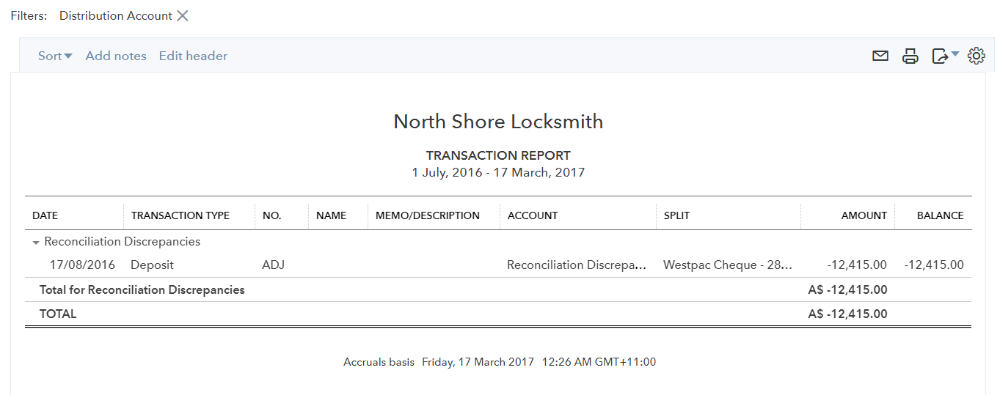 Filters: Distribution Account
Sort Add notes Edit header
North Shore Locksmith
TRANSACTION REPORT
1 July, 2016 - 17 March, 2017
DATE TRANSACTION TYPE NO. NAME MEMO/DESCRIPTION ACCOUNT SPLIT AMOUNT BALANCE
Reconciliation Discrepancies
17/08/2016 Deposit ADJ Reconciliation Discrepa... Westpac Cheque - 28... -12,415.00 -12,415.00
Total for Reconciliation Discrepancies A$ -12,415.00
TOTAL A$ -12,415.00
Accruals basis Friday, 17 March 2017 12:26 AM GMT+11:00